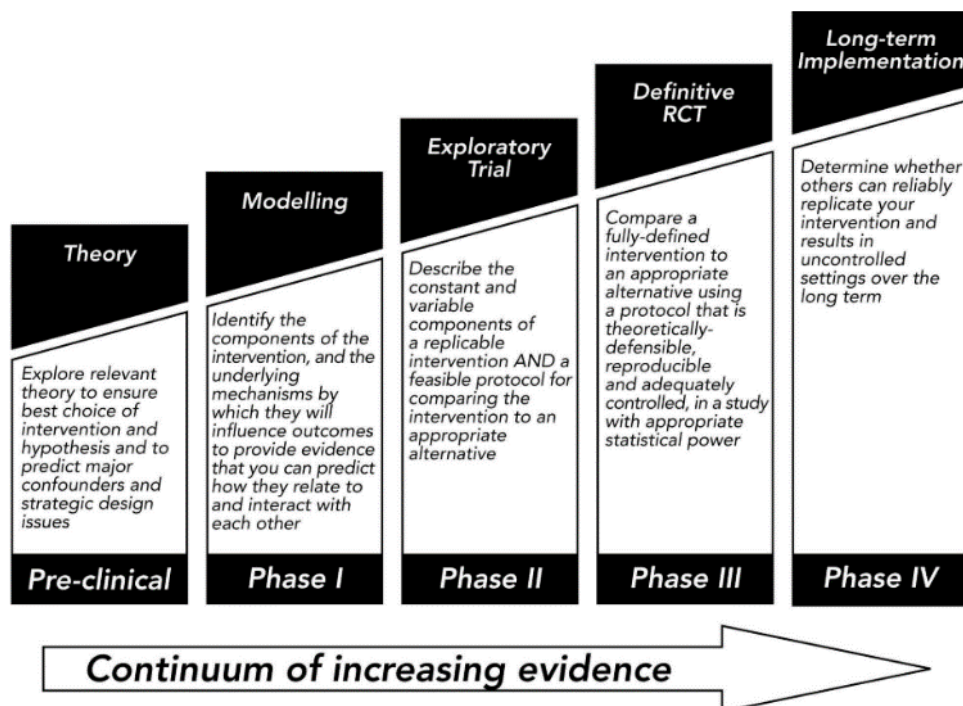 Theory
Explore relevant theory to ensure
best choice of
intervention and
hypothesis and to
predict major
confounders and
strategic design
issues
Pre-clinical
Modelling
Identify the
components of the
intervention, and the
underlying
mechanisms by
which they will
influence outcomes
to provide evidence
that you can predict
how they relate to
and interact with
each other
Phase I
Exploratory
Trial
Describe the
constant and
variable
components of
a replicable
intervention AND a
feasible protocol for
comparing the
intervention to an
appropriate
alternative
Phase II
Definitive
RCT
Compare a
fully-defined
intervention to
an appropriate
alternative using
a protocol that is
theoretically-
defensible,
reproducible
and adequately
controlled, in a study
with appropriate
statistical power
Phase III
Long-term
Implementation
Determine whether
others can reliably
replicate your
intervention and
results in
uncontrolled
settings over the
long term
Phase IV
Continuum of increasing evidence